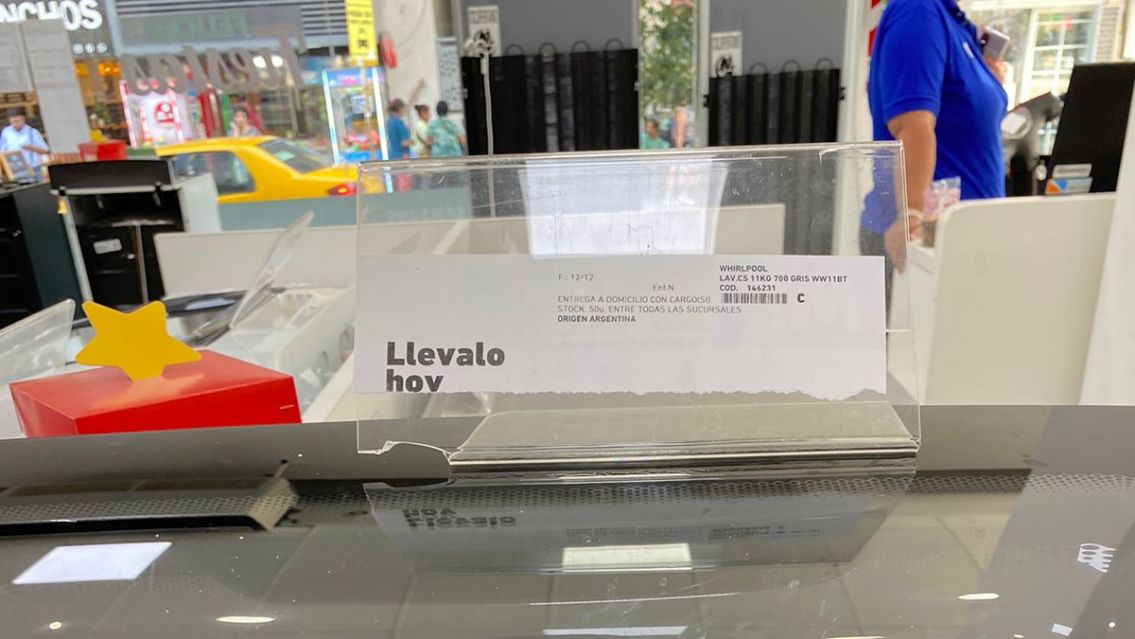 F.: 12/12
Ent.N
ENTREGA A DOMICILIO CON CARGO(SI)
STOCK: 50u. ENTRE TODAS LAS SUCURSALES
ORIGEN ARGENTINA
WHIRLPOOL
LAV.CS 11KG 700 GRIS WW11BT
COD. 146231
C
Llevalo
hoy